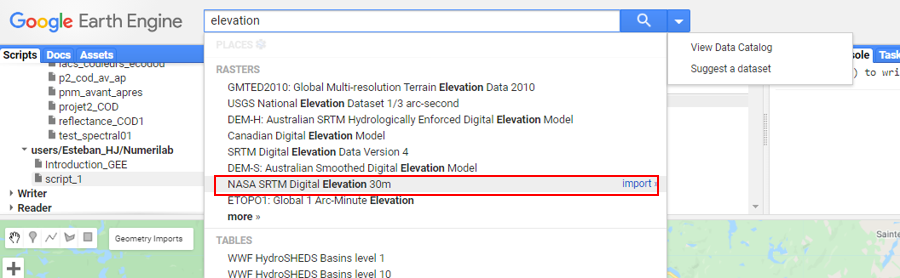 Google Earth Engine
elevation
View Data Catalog
Suggest a dataset
Scripts Docs Assets
PLACES
RASTERS
GMTED2010: Global Multi-resolution Terrain Elevation Data 2010
USGS National Elevation Dataset 1/3 arc-second
DEM-H: Australian SRTM Hydrologically Enforced Digital Elevation Model
Canadian Digital Elevation Model
SRTM Digital Elevation Data Version 4
DEM-S: Australian Smoothed Digital Elevation Model
NASA SRTM Digital Elevation 30m import »
ETOPO1: Global 1 Arc-Minute Elevation
more »
TABLES
WWF HydroSHEDS Basins level 1
WWF HydroSHEDS Basins level 10
p2_cod_av_ap
pnm_avant_apres
projet2_COD
reflectance_COD1
test_spectral01
users/Esteban_HJ/Numerilab
Introduction_GEE
script_1
Writer
Reader
Geometry Imports
) to wri